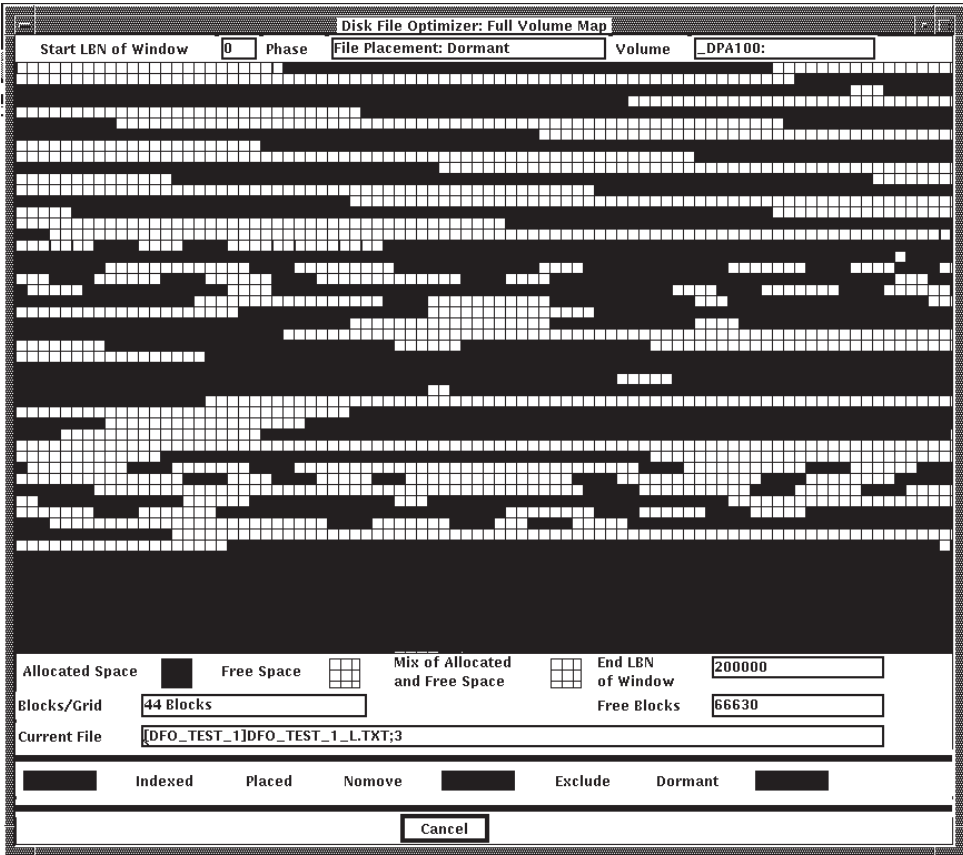 Disk File Optimizer: Full Volume Map
Start LBN of Window 0 Phase File Placement: Dormant Volume _DPA100:
Allocated Space Free Space Mix of Allocated and Free Space End LBN of Window 200000
Blocks/Grid 44 Blocks Free Blocks 66630
Current File [DFO_TEST_1]DFO_TEST_1_L.TXT;3
Indexed Placed Nomove Exclude Dormant
Cancel